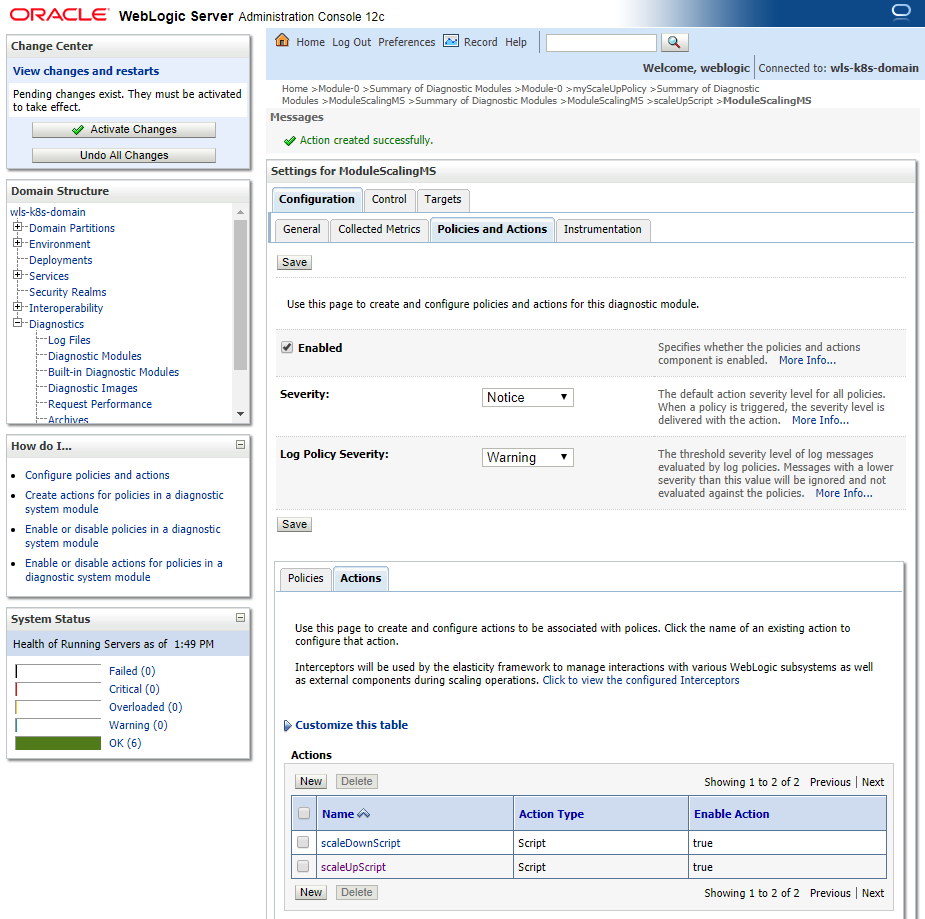 ORACLE WebLogic Server Administration Console 12c
Change Center
View changes and restarts
Pending changes exist. They must be activated
to take effect.
Activate Changes
Undo All Changes
Domain Structure
wls-k8s-domain
Domain Partitions
Environment
Deployments
Services
Security Realms
Interoperability
Diagnostics
Log Files
Diagnostic Modules
Built-in Diagnostic Modules
Diagnostic Images
Request Performance
Archives
How do I...
Configure policies and actions
Create actions for policies in a diagnostic
system module
Enable or disable policies in a diagnostic
system module
Enable or disable actions for policies in a
diagnostic system module
System Status
Health of Running Servers as of 1:49 PM
Failed (0)
Critical (0)
Overloaded (0)
Warning (0)
OK (6)
Home Log Out Preferences Record Help
Welcome, weblogic Connected to: wls-k8s-domain
Home >Module-0 >Summary of Diagnostic Modules >Module-0 >myScaleUpPolicy >Summary of Diagnostic
Modules >ModuleScalingMS >Summary of Diagnostic Modules >ModuleScalingMS >scaleUpScript >ModuleScalingMS
Messages
Action created successfully.
Settings for ModuleScalingMS
Configuration Control Targets
General Collected Metrics Policies and Actions Instrumentation
Save
Use this page to create and configure policies and actions for this diagnostic module.
Enabled
Specifies whether the policies and actions
component is enabled. More Info...
Severity:
Notice
The default action severity level for all policies.
When a policy is triggered, the severity level is
delivered with the action. More Info...
Log Policy Severity:
Warning
The threshold severity level of log messages
evaluated by log policies. Messages with a lower
severity than this value will be ignored and not
evaluated against the policies. More Info...
Save
Policies Actions
Use this page to create and configure actions to be associated with polices. Click the name of an existing action to
configure that action.
Interceptors will be used by the elasticity framework to manage interactions with various WebLogic subsystems as well
as external components during scaling operations. Click to view the configured Interceptors
Customize this table
Actions
New Delete Showing 1 to 2 of 2 Previous | Next
Name Action Type Enable Action
scaleDownScript Script true
scaleUpScript Script true
New Delete Showing 1 to 2 of 2 Previous | Next